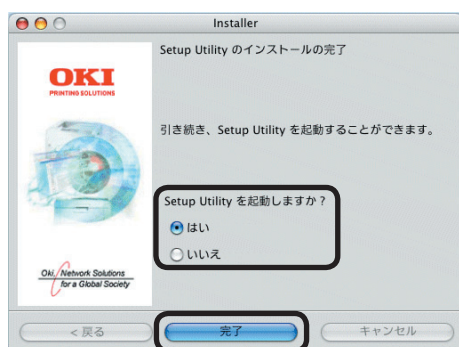 Installer
Setup Utility のインストールの完了
OKI
PRINTING SOLUTIONS
引き続き、Setup Utility を起動することができます。
Setup Utility を起動しますか？
はい
いいえ
Oki, Network Solutions
for a Global Society
< 戻る
完了
キャンセル